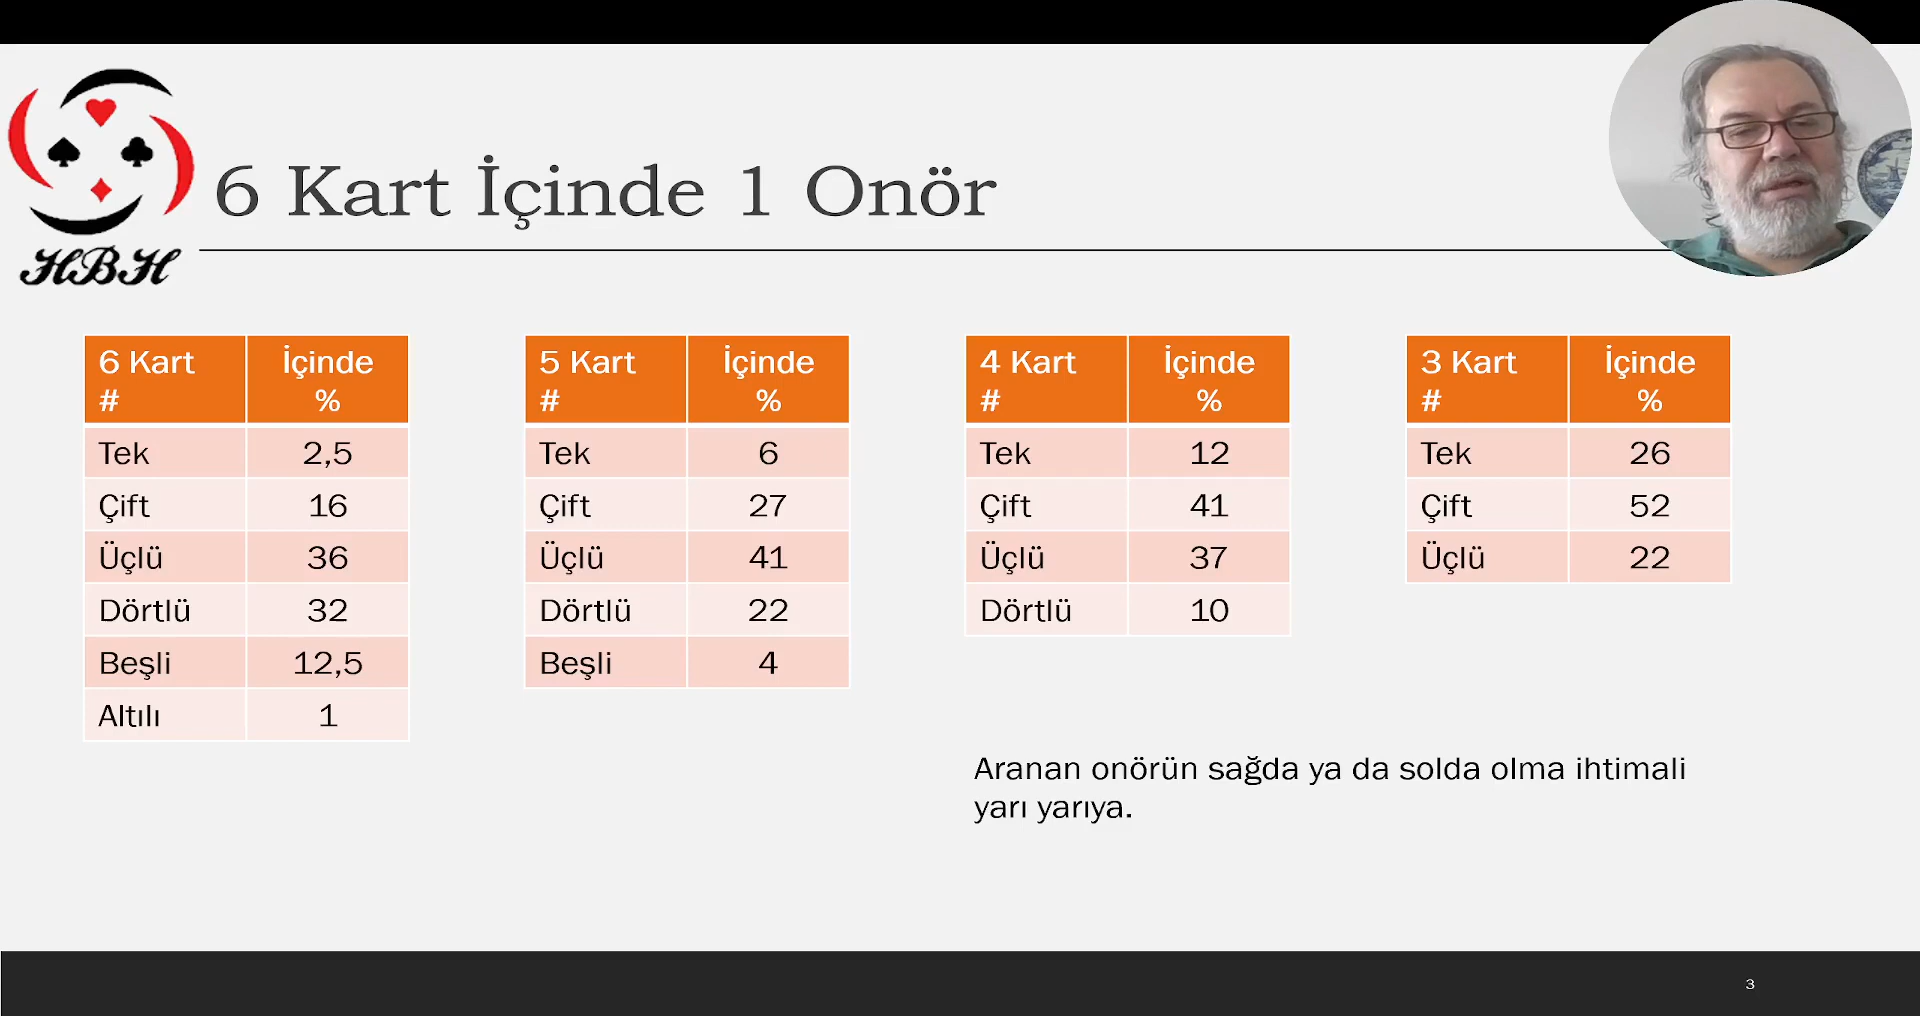 HBH
6 Kart İçinde 1 Onör
6 Kart # İçinde %
Tek 2,5
Çift 16
Üçlü 36
Dörtlü 32
Beşli 12,5
Altılı 1
5 Kart # İçinde %
Tek 6
Çift 27
Üçlü 41
Dörtlü 22
Beşli 4
4 Kart # İçinde %
Tek 12
Çift 41
Üçlü 37
Dörtlü 10
3 Kart # İçinde %
Tek 26
Çift 52
Üçlü 22
Aranan onörün sağda ya da solda olma ihtimali
yarı yarıya.
3